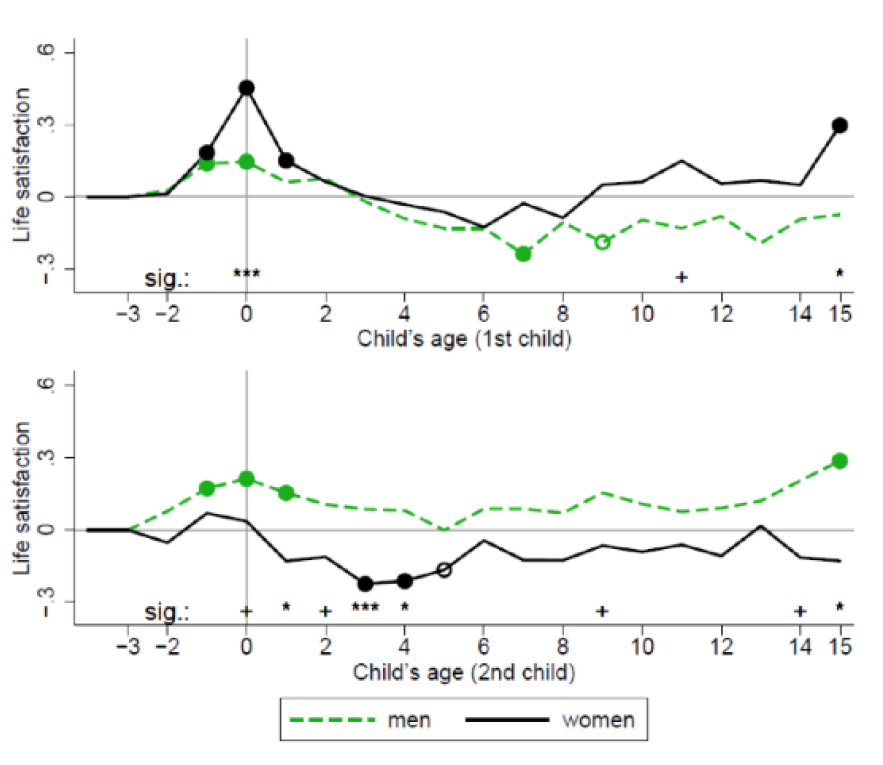 Life satisfaction
.6
.3
0
-.3
sig.: *** + *
−3 −2 0 2 4 6 8 10 12 14 15
Child's age (1st child)
Life satisfaction
.6
.3
0
-.3
sig.: + * + *** * + + *
−3 −2 0 2 4 6 8 10 12 14 15
Child's age (2nd child)
men women